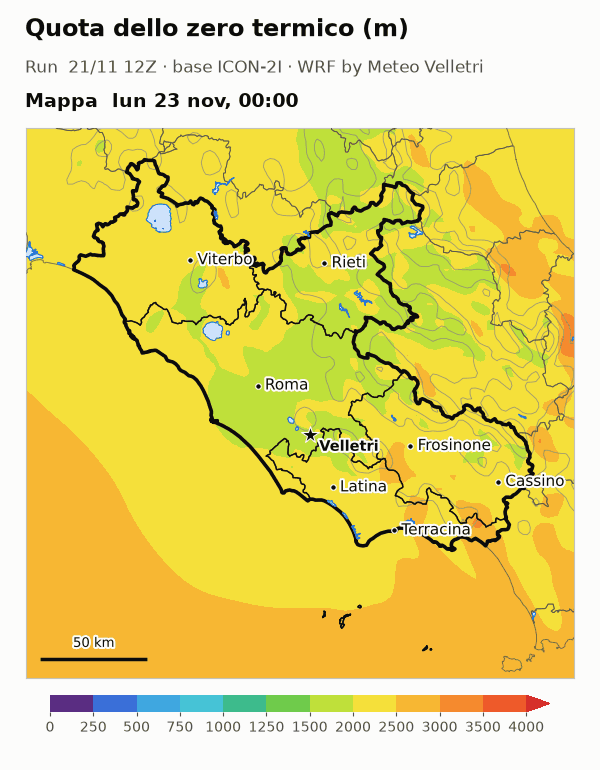 Quota dello zero termico (m)
Run 21/11 12Z · base ICON-2I · WRF by Meteo Velletri
Mappa lun 23 nov, 00:00
Viterbo
Rieti
Roma
Velletri
Frosinone
Latina
Cassino
Terracina
50 km
0 250 500 750 1000 1250 1500 2000 2500 3000 3500 4000